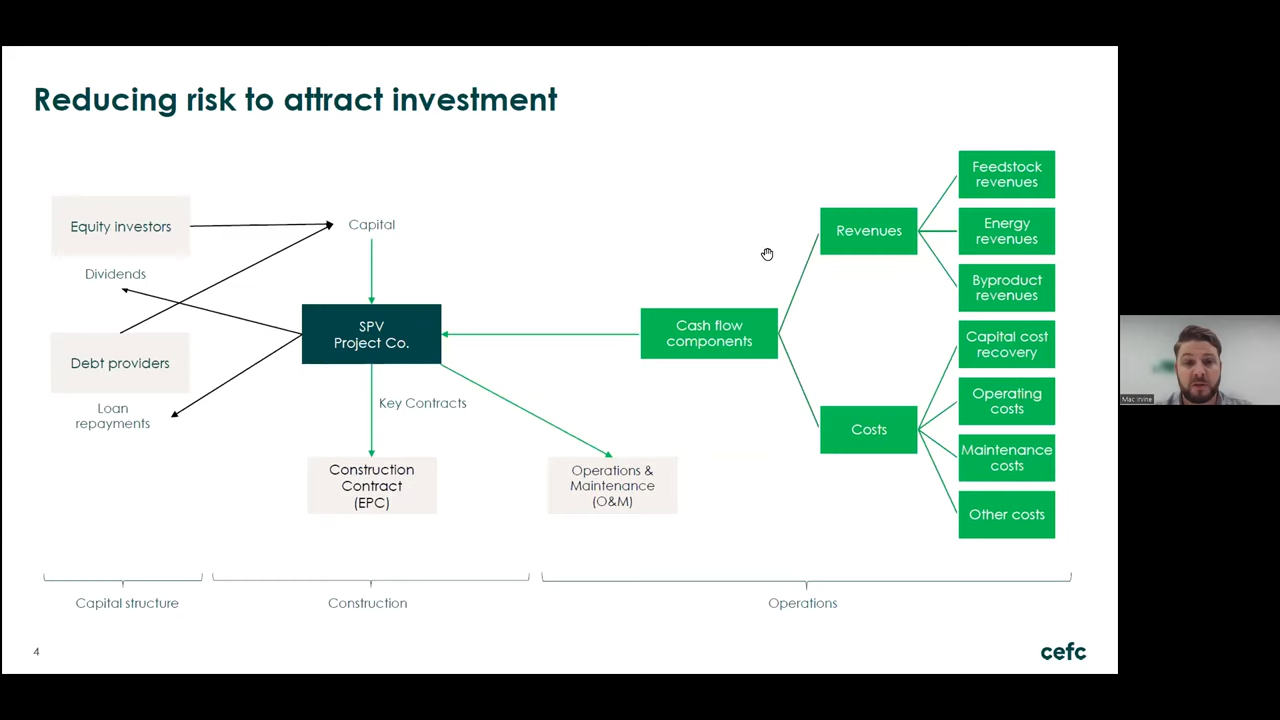 Reducing risk to attract investment
Equity investors
Capital
Dividends
Debt providers
Loan
repayments
SPV
Project Co.
Key Contracts
Construction
Contract
(EPC)
Operations &
Maintenance
(O&M)
Cash flow
components
Revenues
Costs
Feedstock
revenues
Energy
revenues
Byproduct
revenues
Capital cost
recovery
Operating
costs
Maintenance
costs
Other costs
Capital structure
Construction
Operations
4
cefc
Mac Irvine